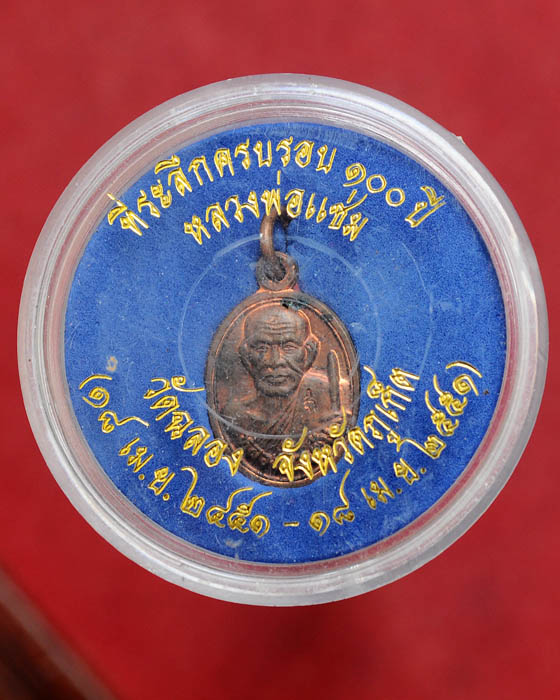 ที่ระลึกครบรอบ ๑๐๐ ปี
หลวงพ่อแช่ม
วัดฉลอง จังหวัดภูเก็ต
(๑๘ เม.ย. ๒๔๕๑ - ๑๘ เม.ย. ๒๕๕๑)